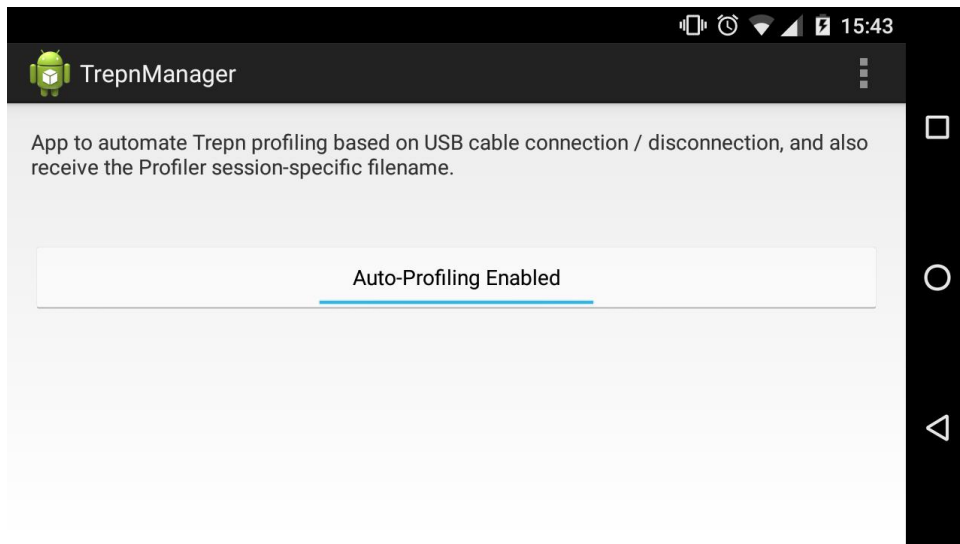 15:43
TrepnManager
App to automate Trepn profiling based on USB cable connection / disconnection, and also
receive the Profiler session-specific filename.
Auto-Profiling Enabled